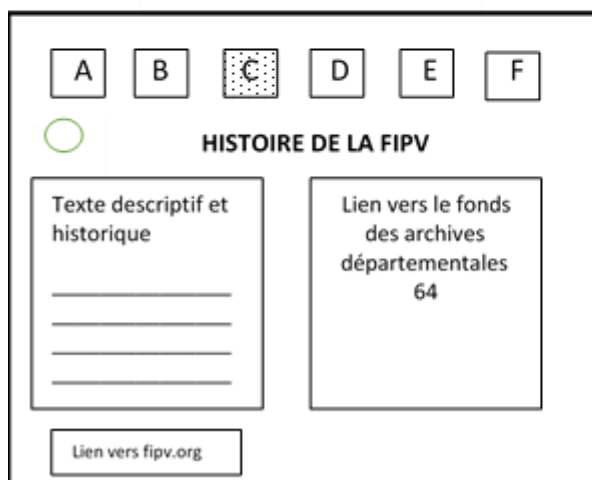 A B C D E F
HISTOIRE DE LA FIPV
Texte descriptif et
historique
Lien vers le fonds
des archives
départementales
64
Lien vers fipv.org